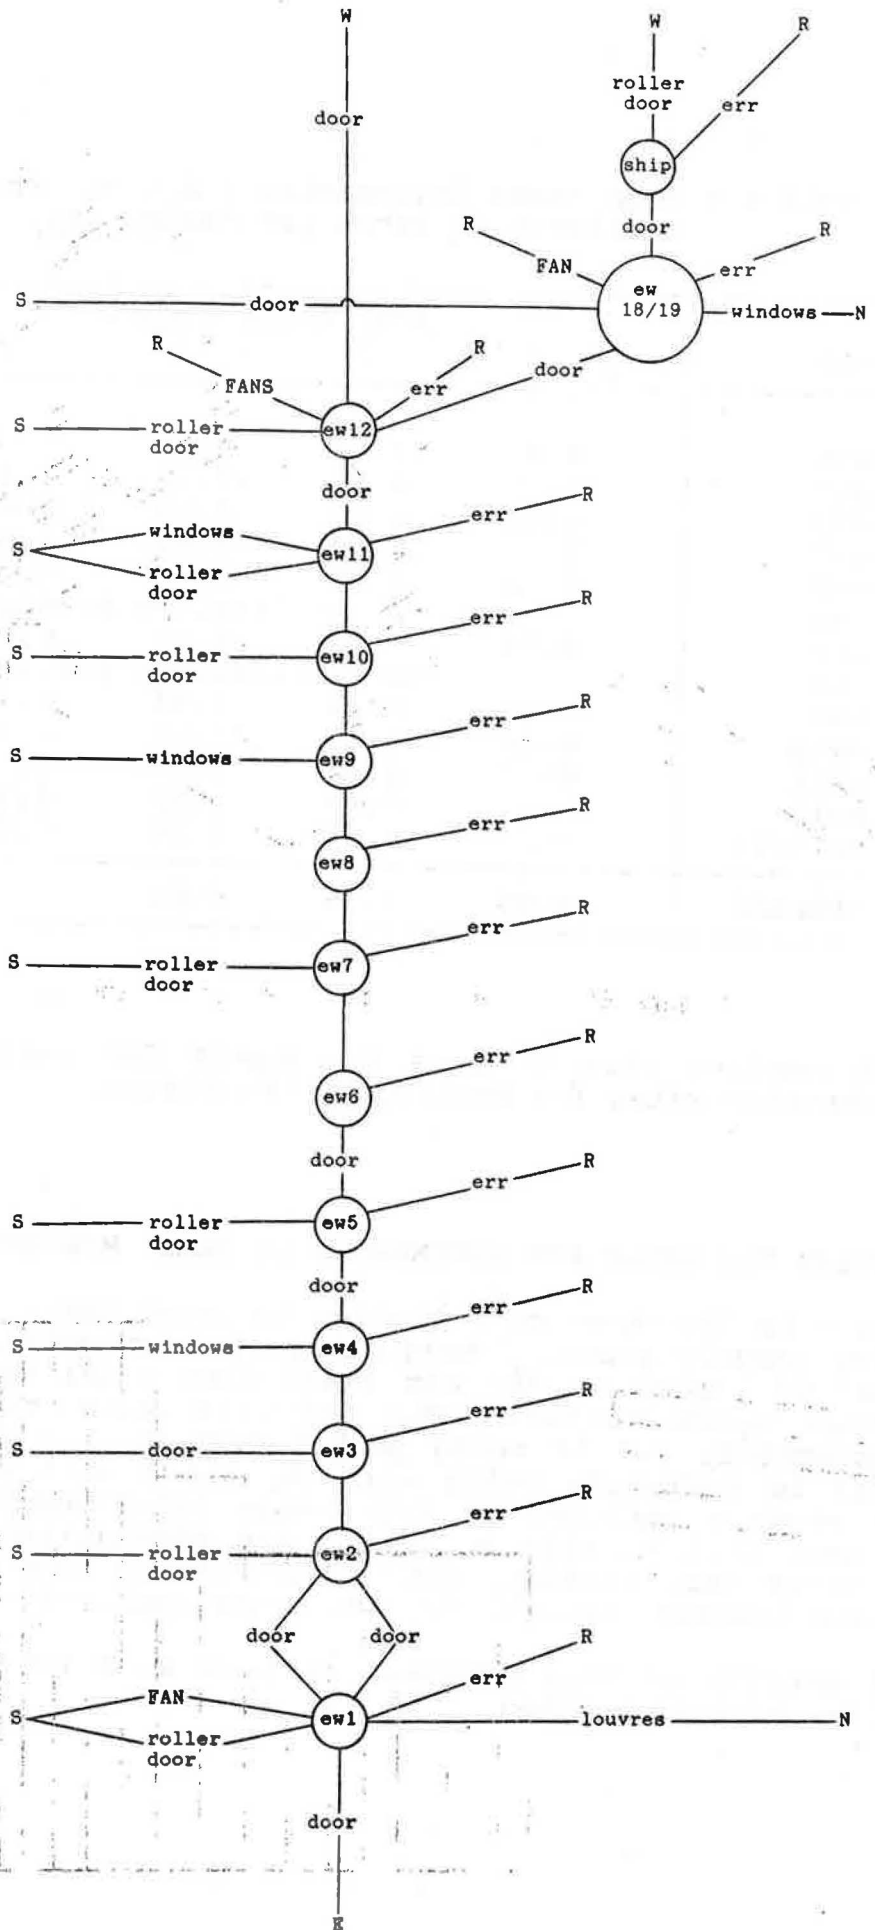 W
W
R
door
roller
door
err
ship
R
door
R
FAN
err
ew
18/19
S
door
windows
N
R
R
door
FANS
err
S
roller
door
ew12
door
R
err
windows
S
ew11
roller
door
R
err
S
roller
door
ew10
R
err
S
windows
ew9
R
err
ew8
R
err
S
roller
door
ew7
R
err
ew6
door
R
err
S
roller
door
ew5
door
R
err
S
windows
ew4
R
err
S
door
ew3
R
err
S
roller
door
ew2
door
door
R
err
FAN
S
ew1
louvres
N
roller
door
door
E